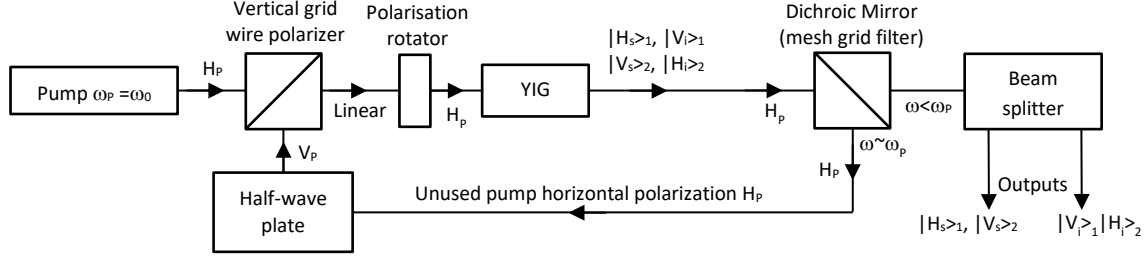 Vertical grid
wire polarizer
Polarisation
rotator
Dichroic Mirror
(mesh grid filter)
Pump ωP =ω0
HP
Linear
HP
YIG
|Hs>1, |Vi>1
|Vs>2, |Hi>2
HP
ω<ωP
Beam
splitter
VP
HP
ω~ωp
Half-wave
plate
Unused pump horizontal polarization HP
Outputs
|Hs>1, |Vs>2
|Vi>1|Hi>2